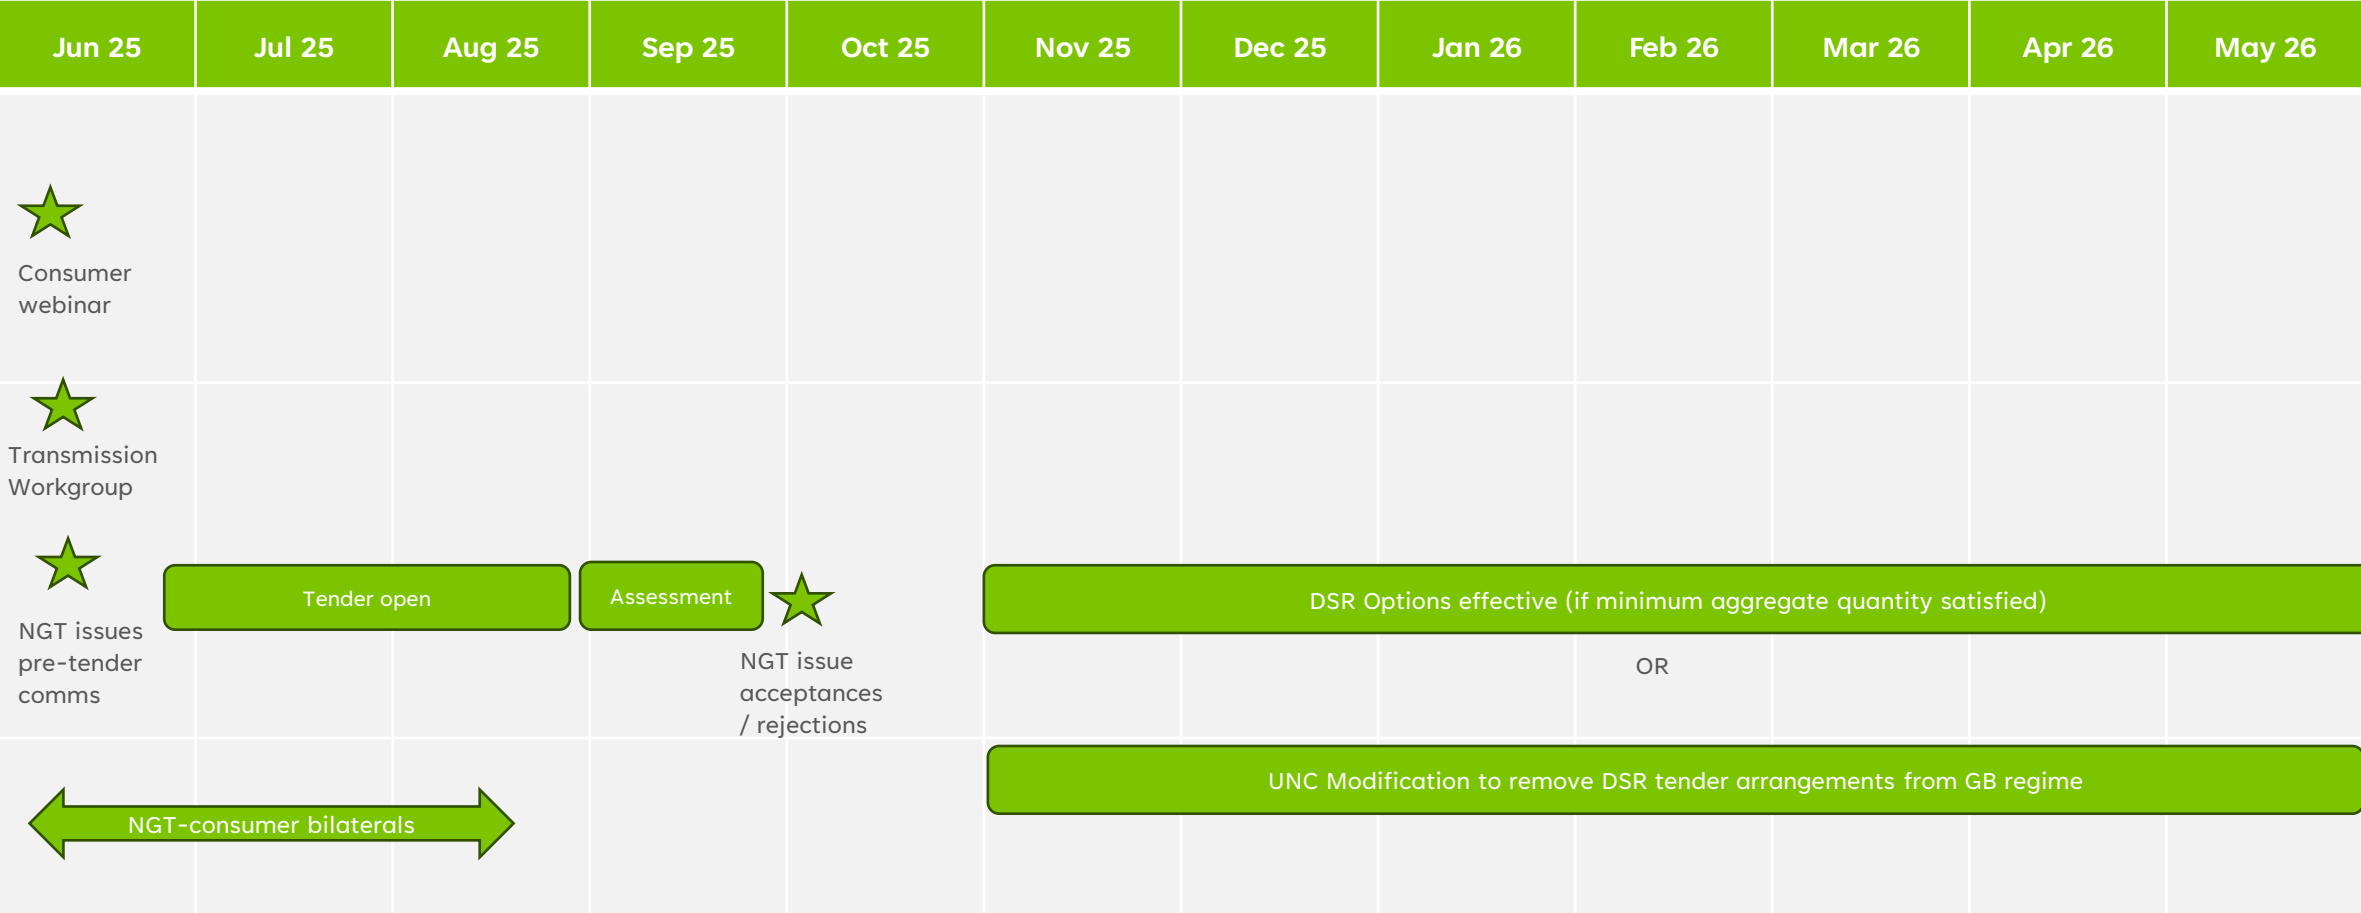 Jun 25
Jul 25
Aug 25
Sep 25
Oct 25
Nov 25
Dec 25
Jan 26
Feb 26
Mar 26
Apr 26
May 26
Consumer
webinar
Transmission
Workgroup
NGT issues
pre-tender
comms
Tender open
Assessment
NGT issue
acceptances
/ rejections
DSR Options effective (if minimum aggregate quantity satisfied)
OR
UNC Modification to remove DSR tender arrangements from GB regime
NGT-consumer bilaterals